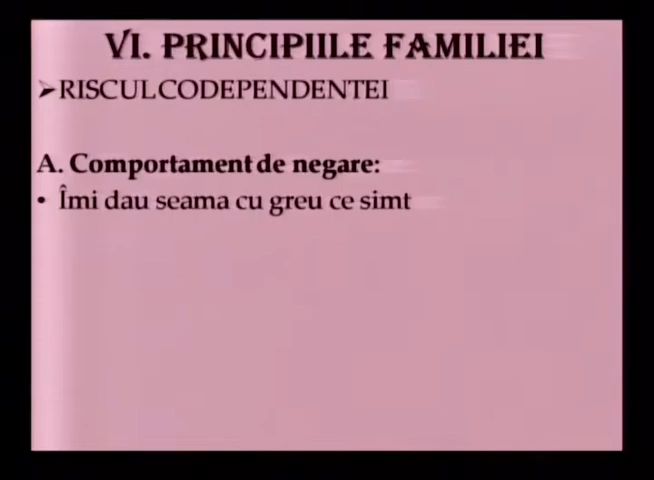 VI. PRINCIPIILE FAMILIEI
➢RISCUL CODEPENDENTEI
A. Comportament de negare:
• Îmi dau seama cu greu ce simt